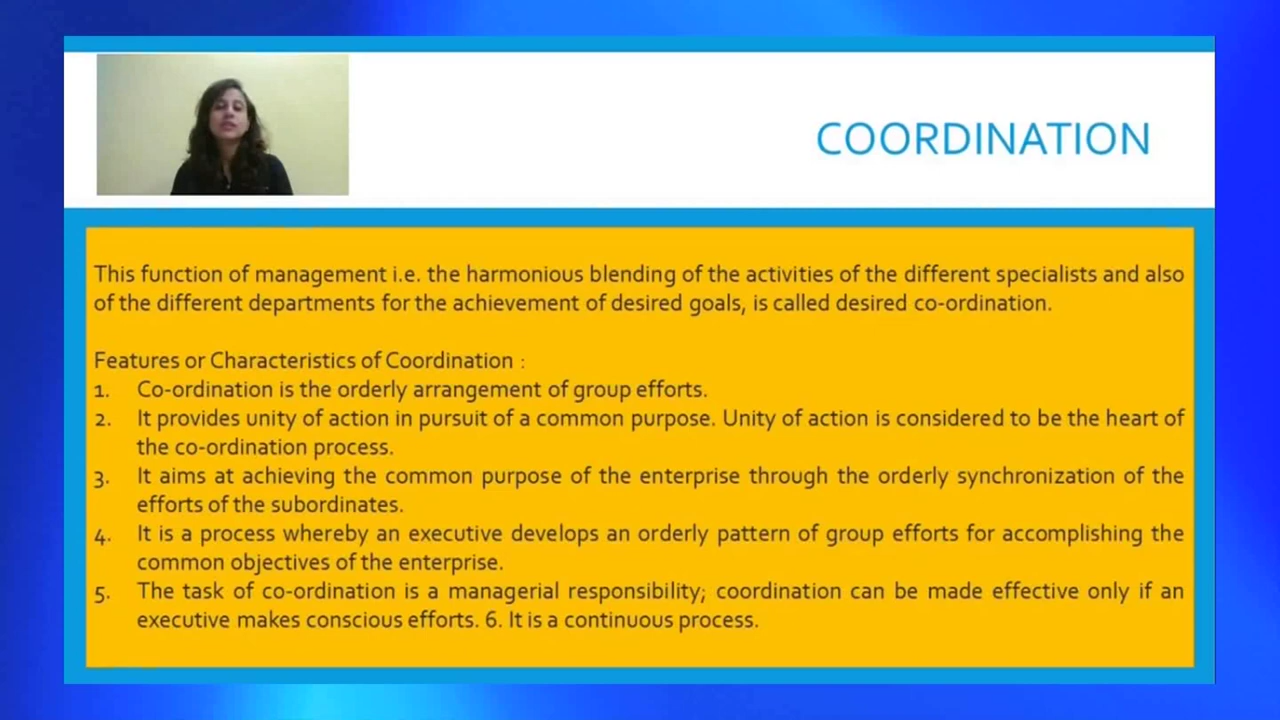 COORDINATION
This function of management i.e. the harmonious blending of the activities of the different specialists and also
of the different departments for the achievement of desired goals, is called desired co-ordination.
Features or Characteristics of Coordination :
1. Co-ordination is the orderly arrangement of group efforts.
2. It provides unity of action in pursuit of a common purpose. Unity of action is considered to be the heart of
the co-ordination process.
3. It aims at achieving the common purpose of the enterprise through the orderly synchronization of the
efforts of the subordinates.
4. It is a process whereby an executive develops an orderly pattern of group efforts for accomplishing the
common objectives of the enterprise.
5. The task of co-ordination is a managerial responsibility; coordination can be made effective only if an
executive makes conscious efforts. 6. It is a continuous process.